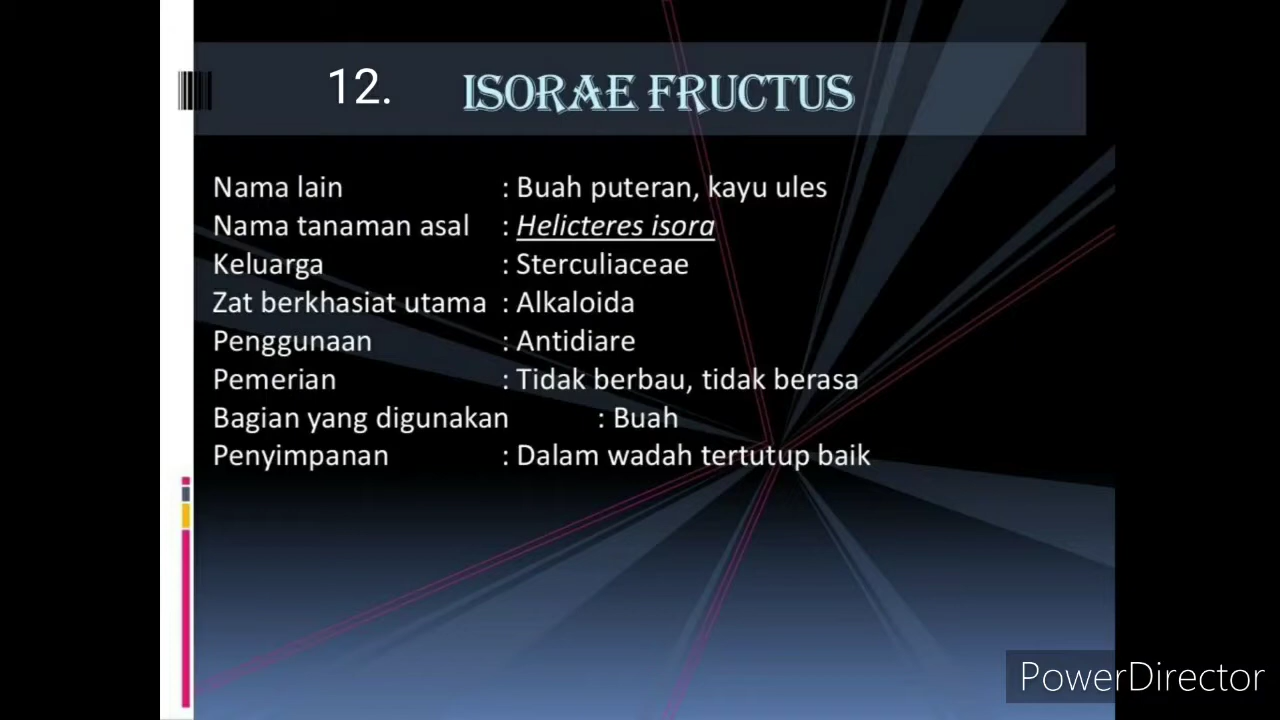 12. ISORAE FRUCTUS
Nama lain : Buah puteran, kayu ules
Nama tanaman asal : Helicteres isora
Keluarga : Sterculiaceae
Zat berkhasiat utama : Alkaloida
Penggunaan : Antidiare
Pemerian : Tidak berbau, tidak berasa
Bagian yang digunakan : Buah
Penyimpanan : Dalam wadah tertutup baik
PowerDirector